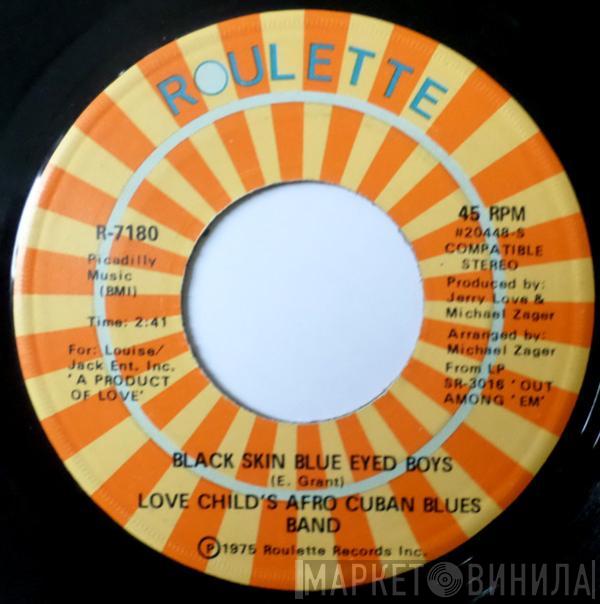 ROULETTE
R-7180
Picadilly
Music
(BMI)
Time: 2:41
For: Louise/
Jack Ent. Inc.
'A PRODUCT
OF LOVE'
45 RPM
#20448-S
COMPATIBLE
STEREO
Produced by:
Jerry Love &
Michael Zager
Arranged by:
Michael Zager
From LP
SR-3016 'OUT
AMONG 'EM'
BLACK SKIN BLUE EYED BOYS
(E. Grant)
LOVE CHILD'S AFRO CUBAN BLUES
BAND
Ⓟ1975 Roulette Records Inc.
МАРКЕТ ВИНИЛА